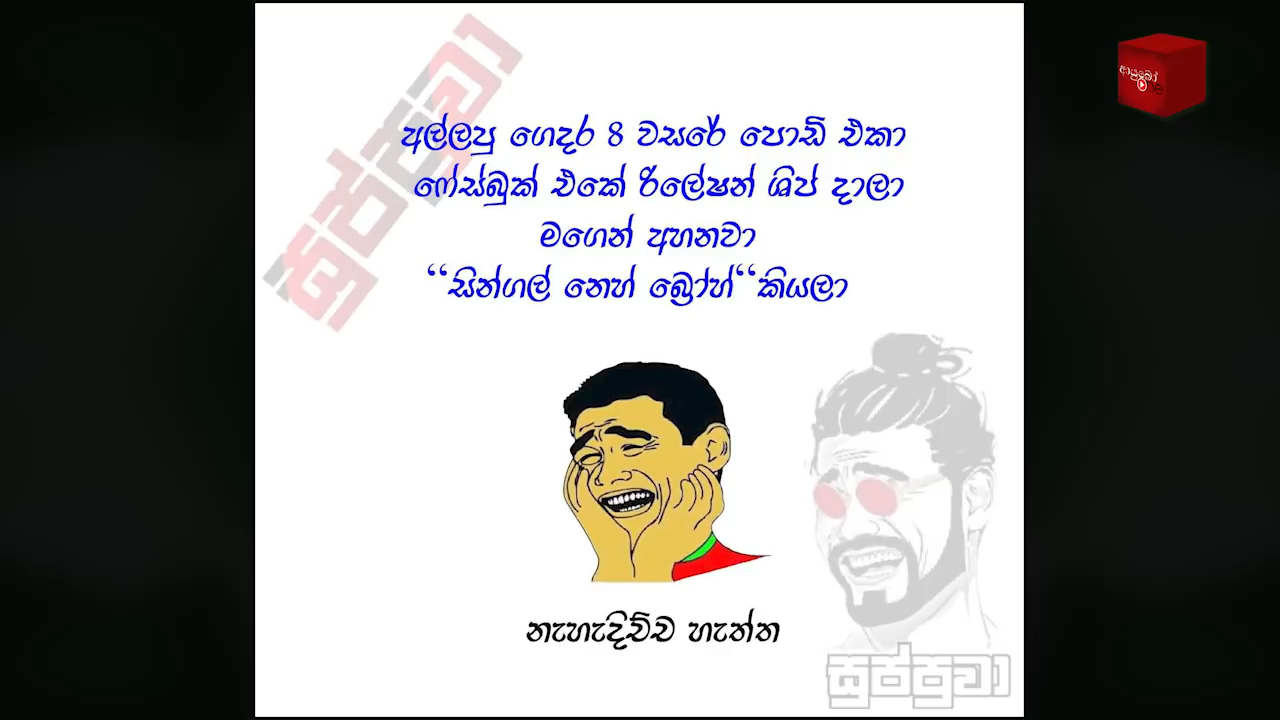 අල්ලපු ගෙදර 8 වසරේ පොඩි එකා
ෆේස්බුක් එකේ රිලේෂන් ශිප් දාලා
මගෙන් අහනවා
“සින්ගල් නෙහ් බ්‍රෝහ්“කියලා
නැහැදිච්ච හැත්ත
සුප්පුවා
සුප්පුවා